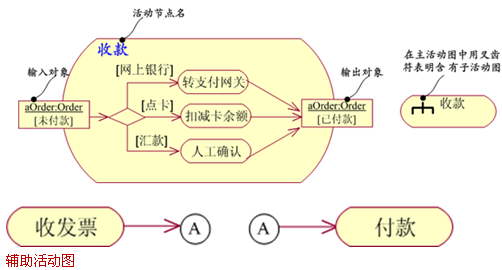 活动节点名
收款
输入对象
aOrder:Order
[未付款]
[网上银行]
转支付网关
[点卡]
扣减卡余额
[汇款]
人工确认
输出对象
aOrder:Order
[已付款]
在主活动图中用叉齿
符表明含 有子活动图
收款
收发票
A
A
付款
辅助活动图